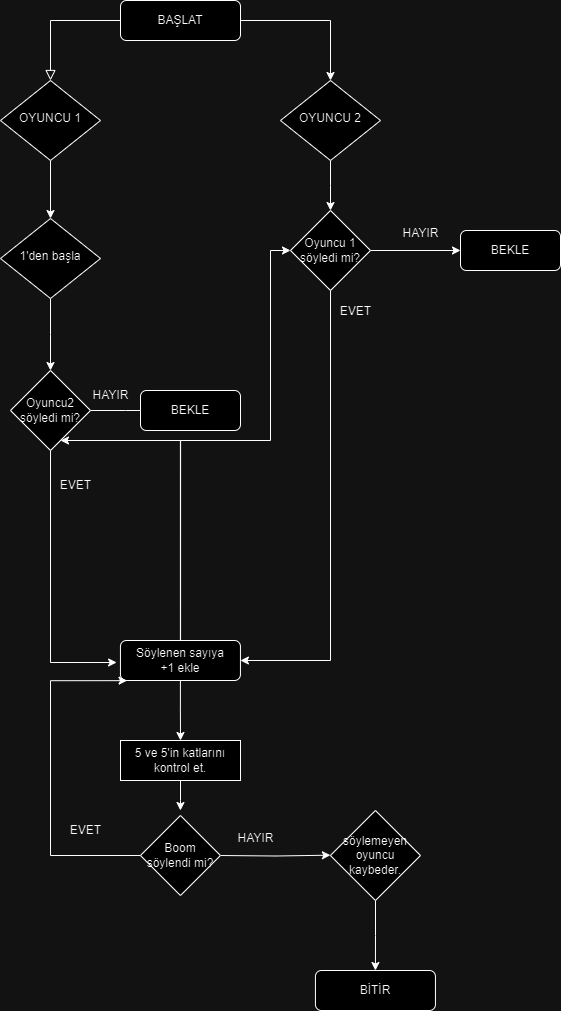 BAŞLAT
OYUNCU 1
OYUNCU 2
1'den başla
Oyuncu 1
söyledi mi?
HAYIR
BEKLE
EVET
Oyuncu2
söyledi mi?
HAYIR
BEKLE
EVET
Söylenen sayıya
+1 ekle
5 ve 5'in katlarını
kontrol et.
EVET
Boom
söylendi mi?
HAYIR
söylemeyen
oyuncu
kaybeder.
BİTİR